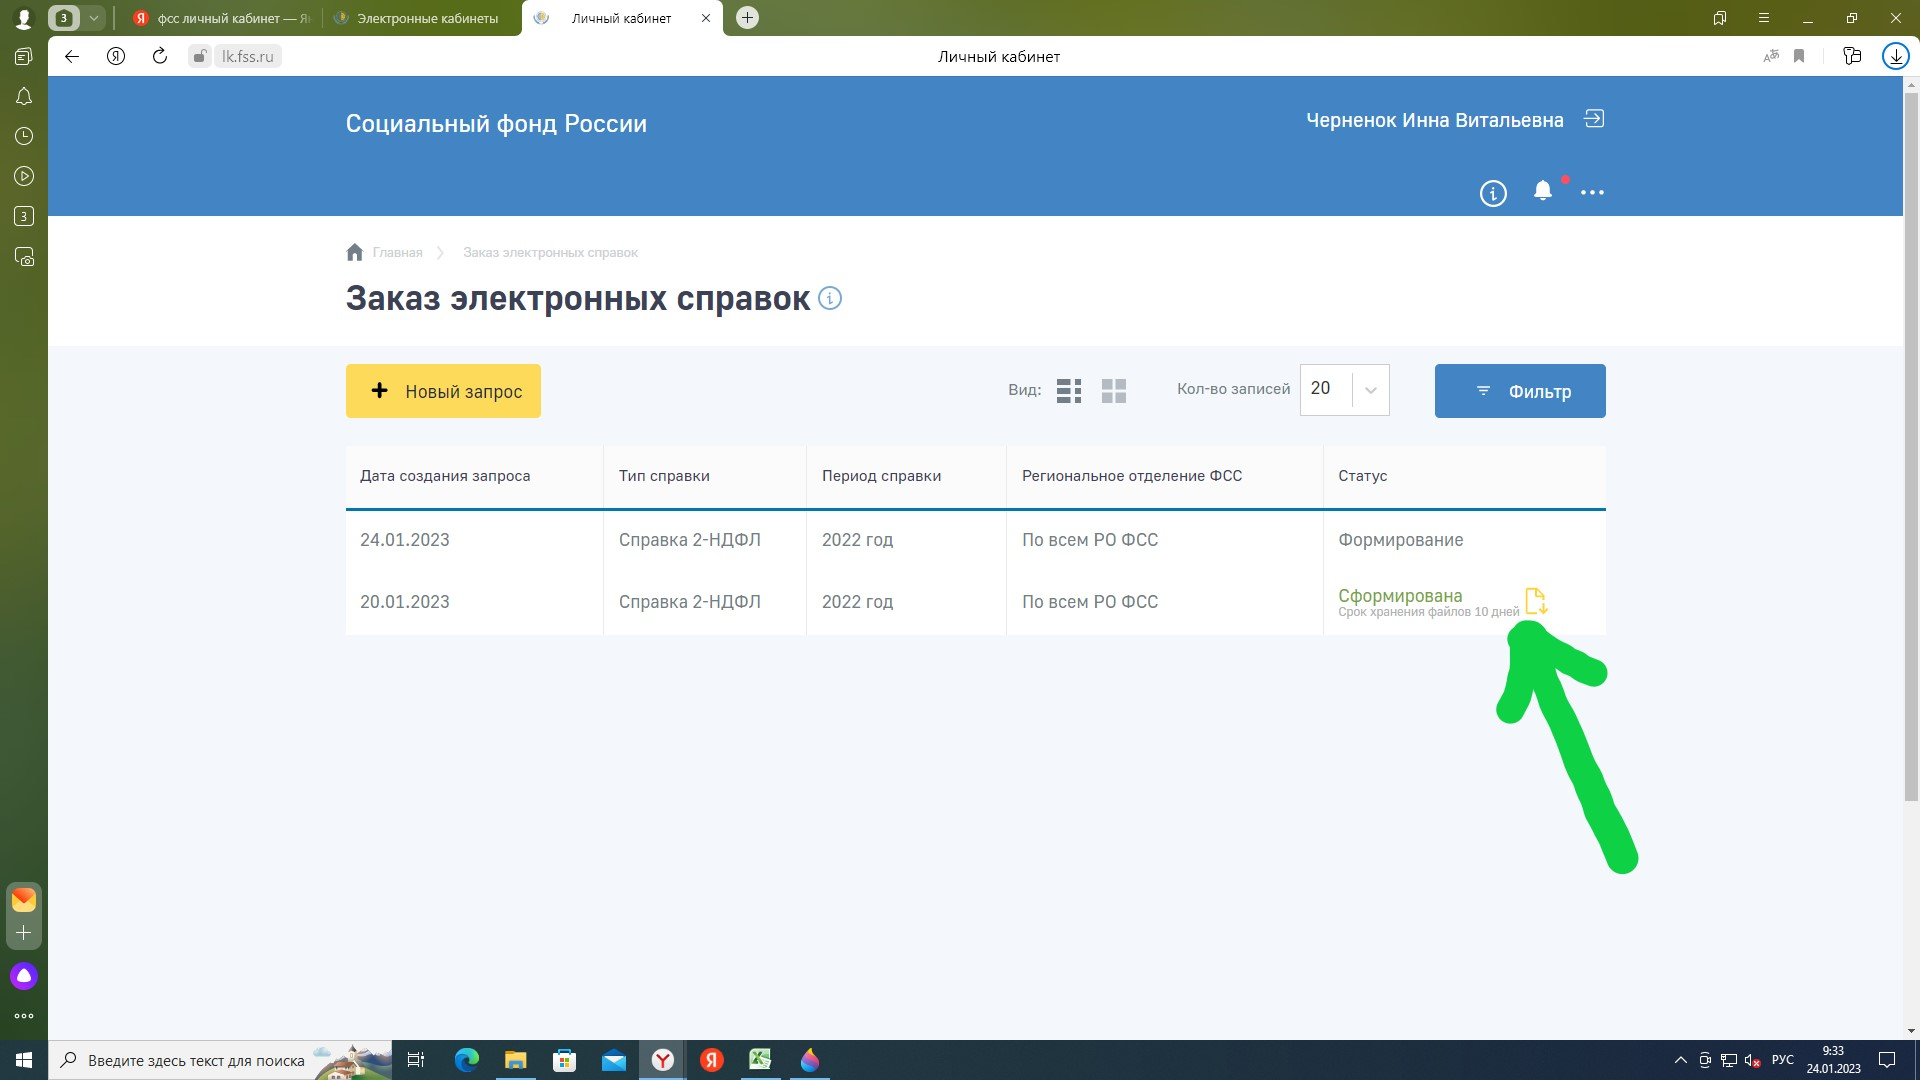 3
фсс личный кабинет — Я
Электронные кабинеты
Личный кабинет
lk.fss.ru
Личный кабинет
3
Социальный фонд России
Черненок Инна Витальевна
Главная
Заказ электронных справок
Заказ электронных справок
Новый запрос
Вид:
Кол-во записей
20
Фильтр
Дата создания запроса
Тип справки
Период справки
Региональное отделение ФСС
Статус
24.01.2023
Справка 2-НДФЛ
2022 год
По всем РО ФСС
Формирование
20.01.2023
Справка 2-НДФЛ
2022 год
По всем РО ФСС
Сформирована
Срок хранения файлов 10 дней
Введите здесь текст для поиска
РУС
9:33
24.01.2023